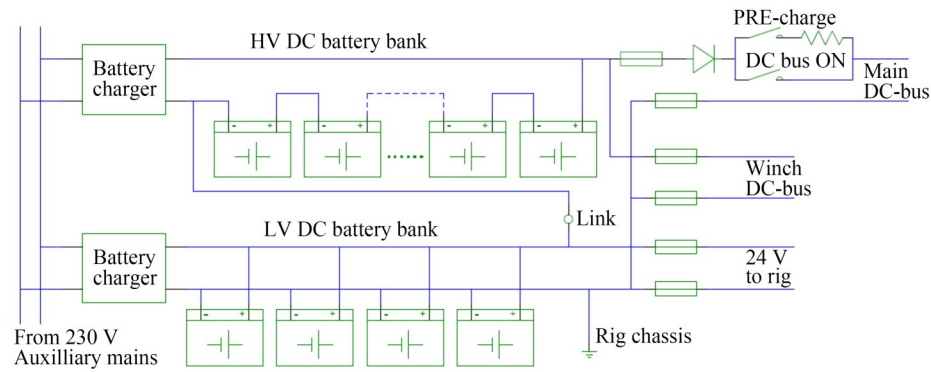 PRE-charge
HV DC battery bank
DC bus ON
Battery
charger
Main
DC-bus
- + - + - + - +
Winch
DC-bus
Link
LV DC battery bank
Battery
charger
24 V
to rig
- + - + - + - +
From 230 V
Auxilliary mains
Rig chassis